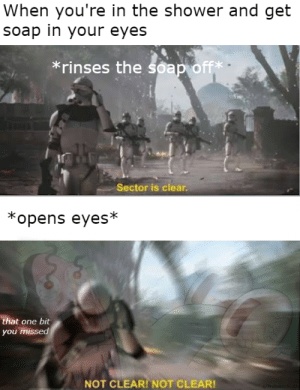 When you're in the shower and get
soap in your eyes
*rinses the soap off*
Sector is clear.
*opens eyes*
that one bit
you missed
NOT CLEAR! NOT CLEAR!